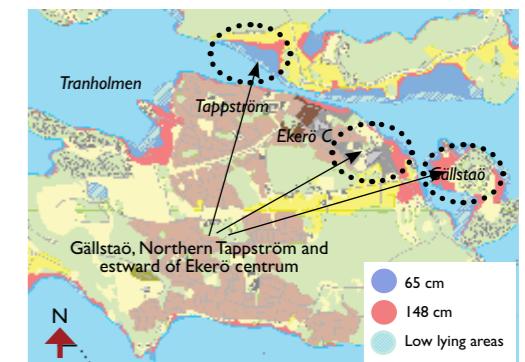 Tranholmen
Tappström
Ekerö C
Gällstaö
Gällstaö, Northern Tappström and
estward of Ekerö centrum
65 cm
148 cm
Low lying areas
N